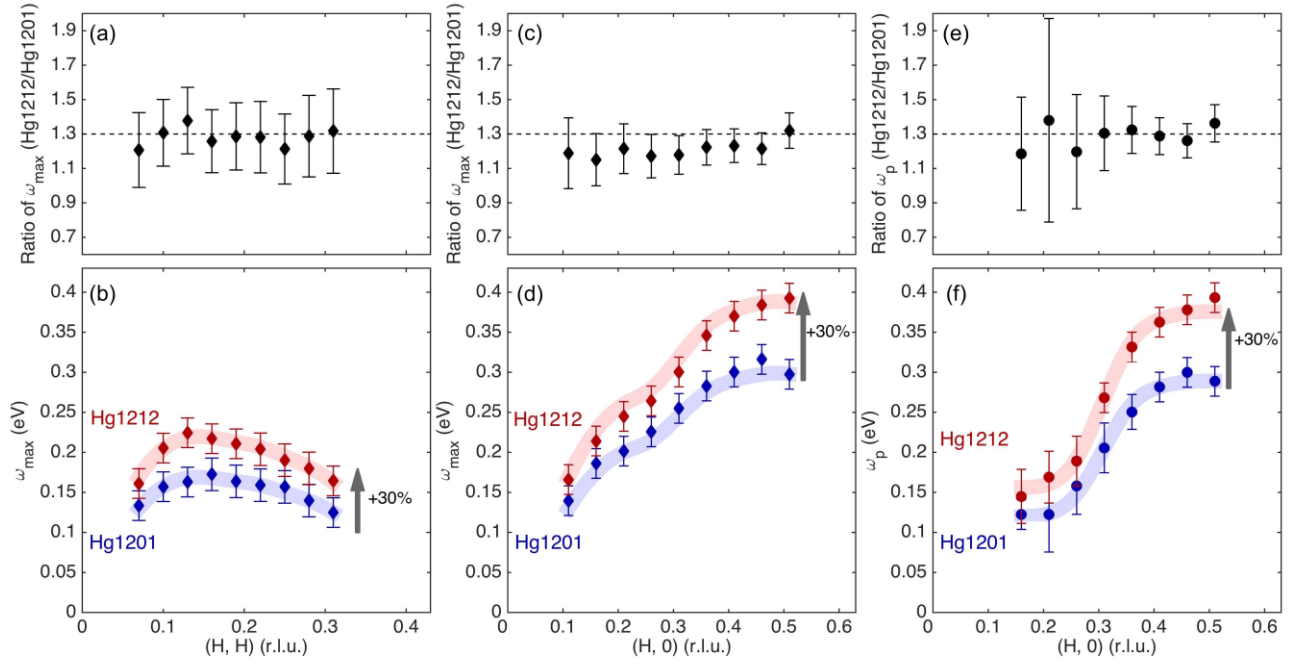 (a)
1.9
1.7
1.5
1.3
1.1
0.9
0.7
Ratio of ω_max (Hg1212/Hg1201)
(c)
1.9
1.7
1.5
1.3
1.1
0.9
0.7
Ratio of ω_max (Hg1212/Hg1201)
(e)
1.9
1.7
1.5
1.3
1.1
0.9
0.7
Ratio of ω_p (Hg1212/Hg1201)
(b)
0.4
0.35
0.3
0.25
0.2
0.15
0.1
0.05
0
ω_max (eV)
Hg1212
Hg1201
+30%
0 0.1 0.2 0.3 0.4
(H, H) (r.l.u.)
(d)
0.4
0.35
0.3
0.25
0.2
0.15
0.1
0.05
0
ω_max (eV)
Hg1212
Hg1201
+30%
0 0.1 0.2 0.3 0.4 0.5 0.6
(H, 0) (r.l.u.)
(f)
0.4
0.35
0.3
0.25
0.2
0.15
0.1
0.05
0
ω_p (eV)
Hg1212
Hg1201
+30%
0 0.1 0.2 0.3 0.4 0.5 0.6
(H, 0) (r.l.u.)